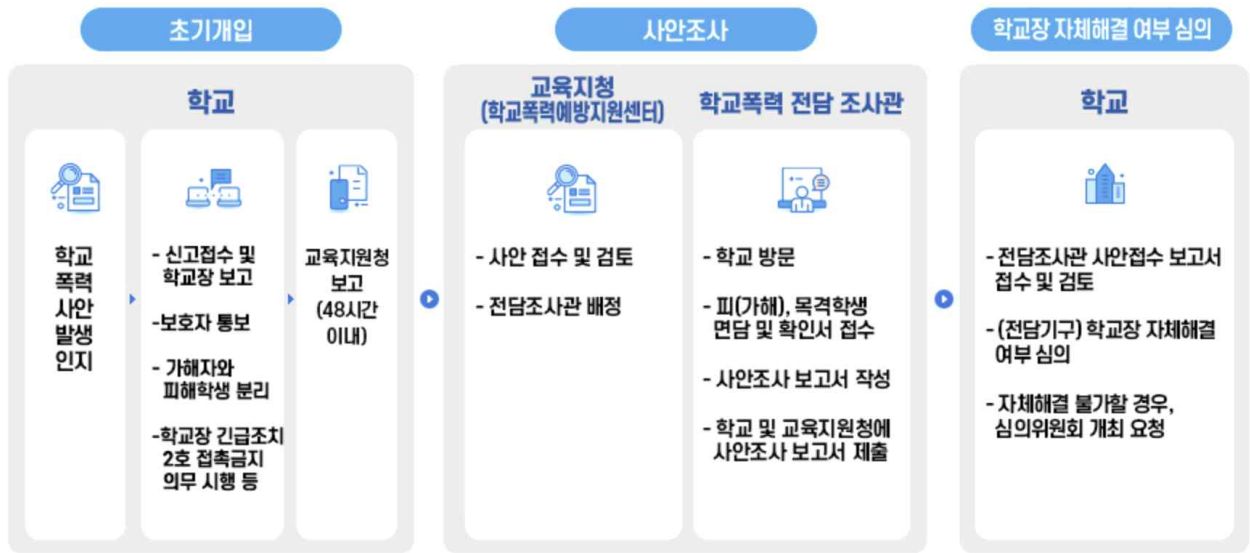 초기개입
학교
학교
폭력
사안
발생
인지
- 신고접수 및
학교장 보고
-보호자 통보
- 가해자와
피해학생 분리
-학교장 긴급조치
2호 접촉금지
의무 시행 등
교육지원청
보고
(48시간
이내)
사안조사
교육지청
(학교폭력예방지원센터)
- 사안 접수 및 검토
- 전담조사관 배정
학교폭력 전담 조사관
- 학교 방문
- 피(가해), 목격학생
면담 및 확인서 접수
- 사안조사 보고서 작성
- 학교 및 교육지원청에
사안조사 보고서 제출
학교장 자체해결 여부 심의
학교
- 전담조사관 사안접수 보고서
접수 및 검토
- (전담기구) 학교장 자체해결
여부 심의
- 자체해결 불가할 경우,
심의위원회 개최 요청